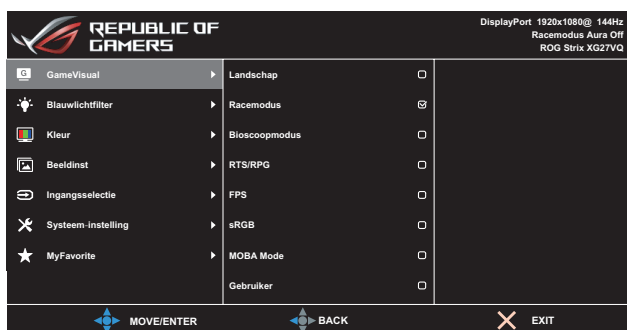 REPUBLIC OF
GAMERS
DisplayPort 1920x1080@ 144Hz
Racemodus Aura Off
ROG Strix XG27VQ
G GameVisual
Blauwlichtfilter
Kleur
Beeldinst
Ingangsselectie
Systeem-instelling
MyFavorite
Landschap
Racemodus
Bioscoopmodus
RTS/RPG
FPS
sRGB
MOBA Mode
Gebruiker
MOVE/ENTER
BACK
EXIT